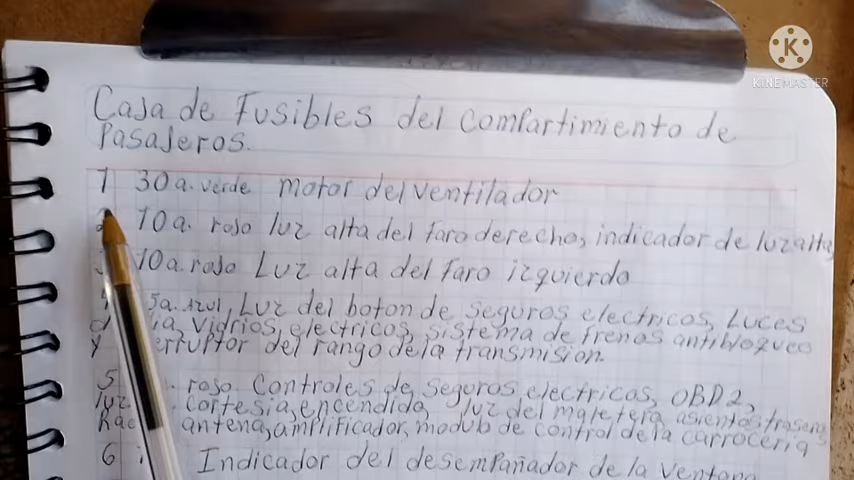 KINEMASTER
Caja de Fusibles del compartimiento de
Pasajeros.
1 30a. verde motor del ventilador
10a. rojo luz alta del faro derecho, indicador de luz alta
10a. rojo Luz alta del faro izquierdo
5a. Azul, Luz del boton de seguros electricos, Luces
vidrios, electricos, sistema de frenos antibloqueo
y del rango de la transmision.
5 rojo Controles de seguros, electricos, OBD2,
luz cortesia, encendido, luz del maletera, asientos traseros
antena, amplificador, modulo de control de la carroceria
6 Indicador del desempañador de la ventana